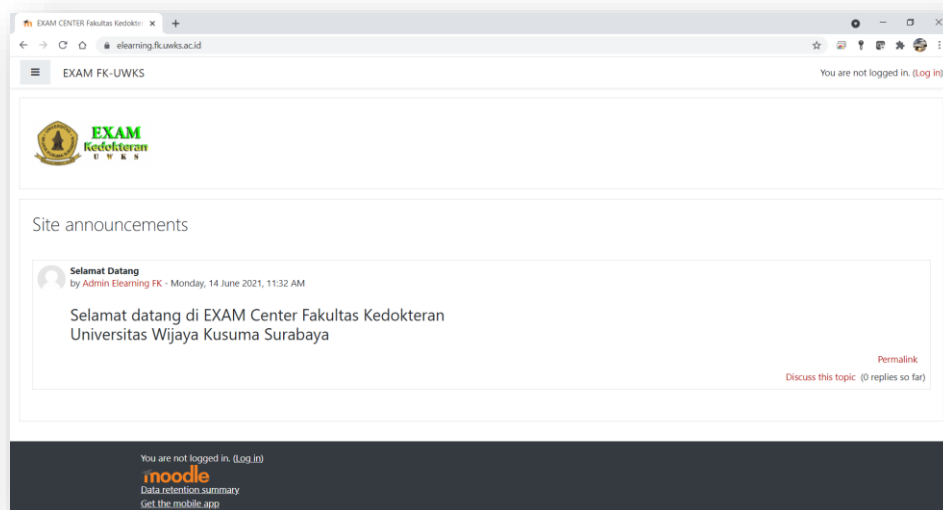 EXAM CENTER Fakultas Kedokter
elearning.fk.uwks.ac.id
EXAM FK-UWKS
You are not logged in. (Log in)
EXAM
Kedokteran
U W K S
Site announcements
Selamat Datang
by Admin Elearning FK - Monday, 14 June 2021, 11:32 AM
Selamat datang di EXAM Center Fakultas Kedokteran
Universitas Wijaya Kusuma Surabaya
Permalink
Discuss this topic (0 replies so far)
You are not logged in. (Log in)
moodle
Data retention summary
Get the mobile app